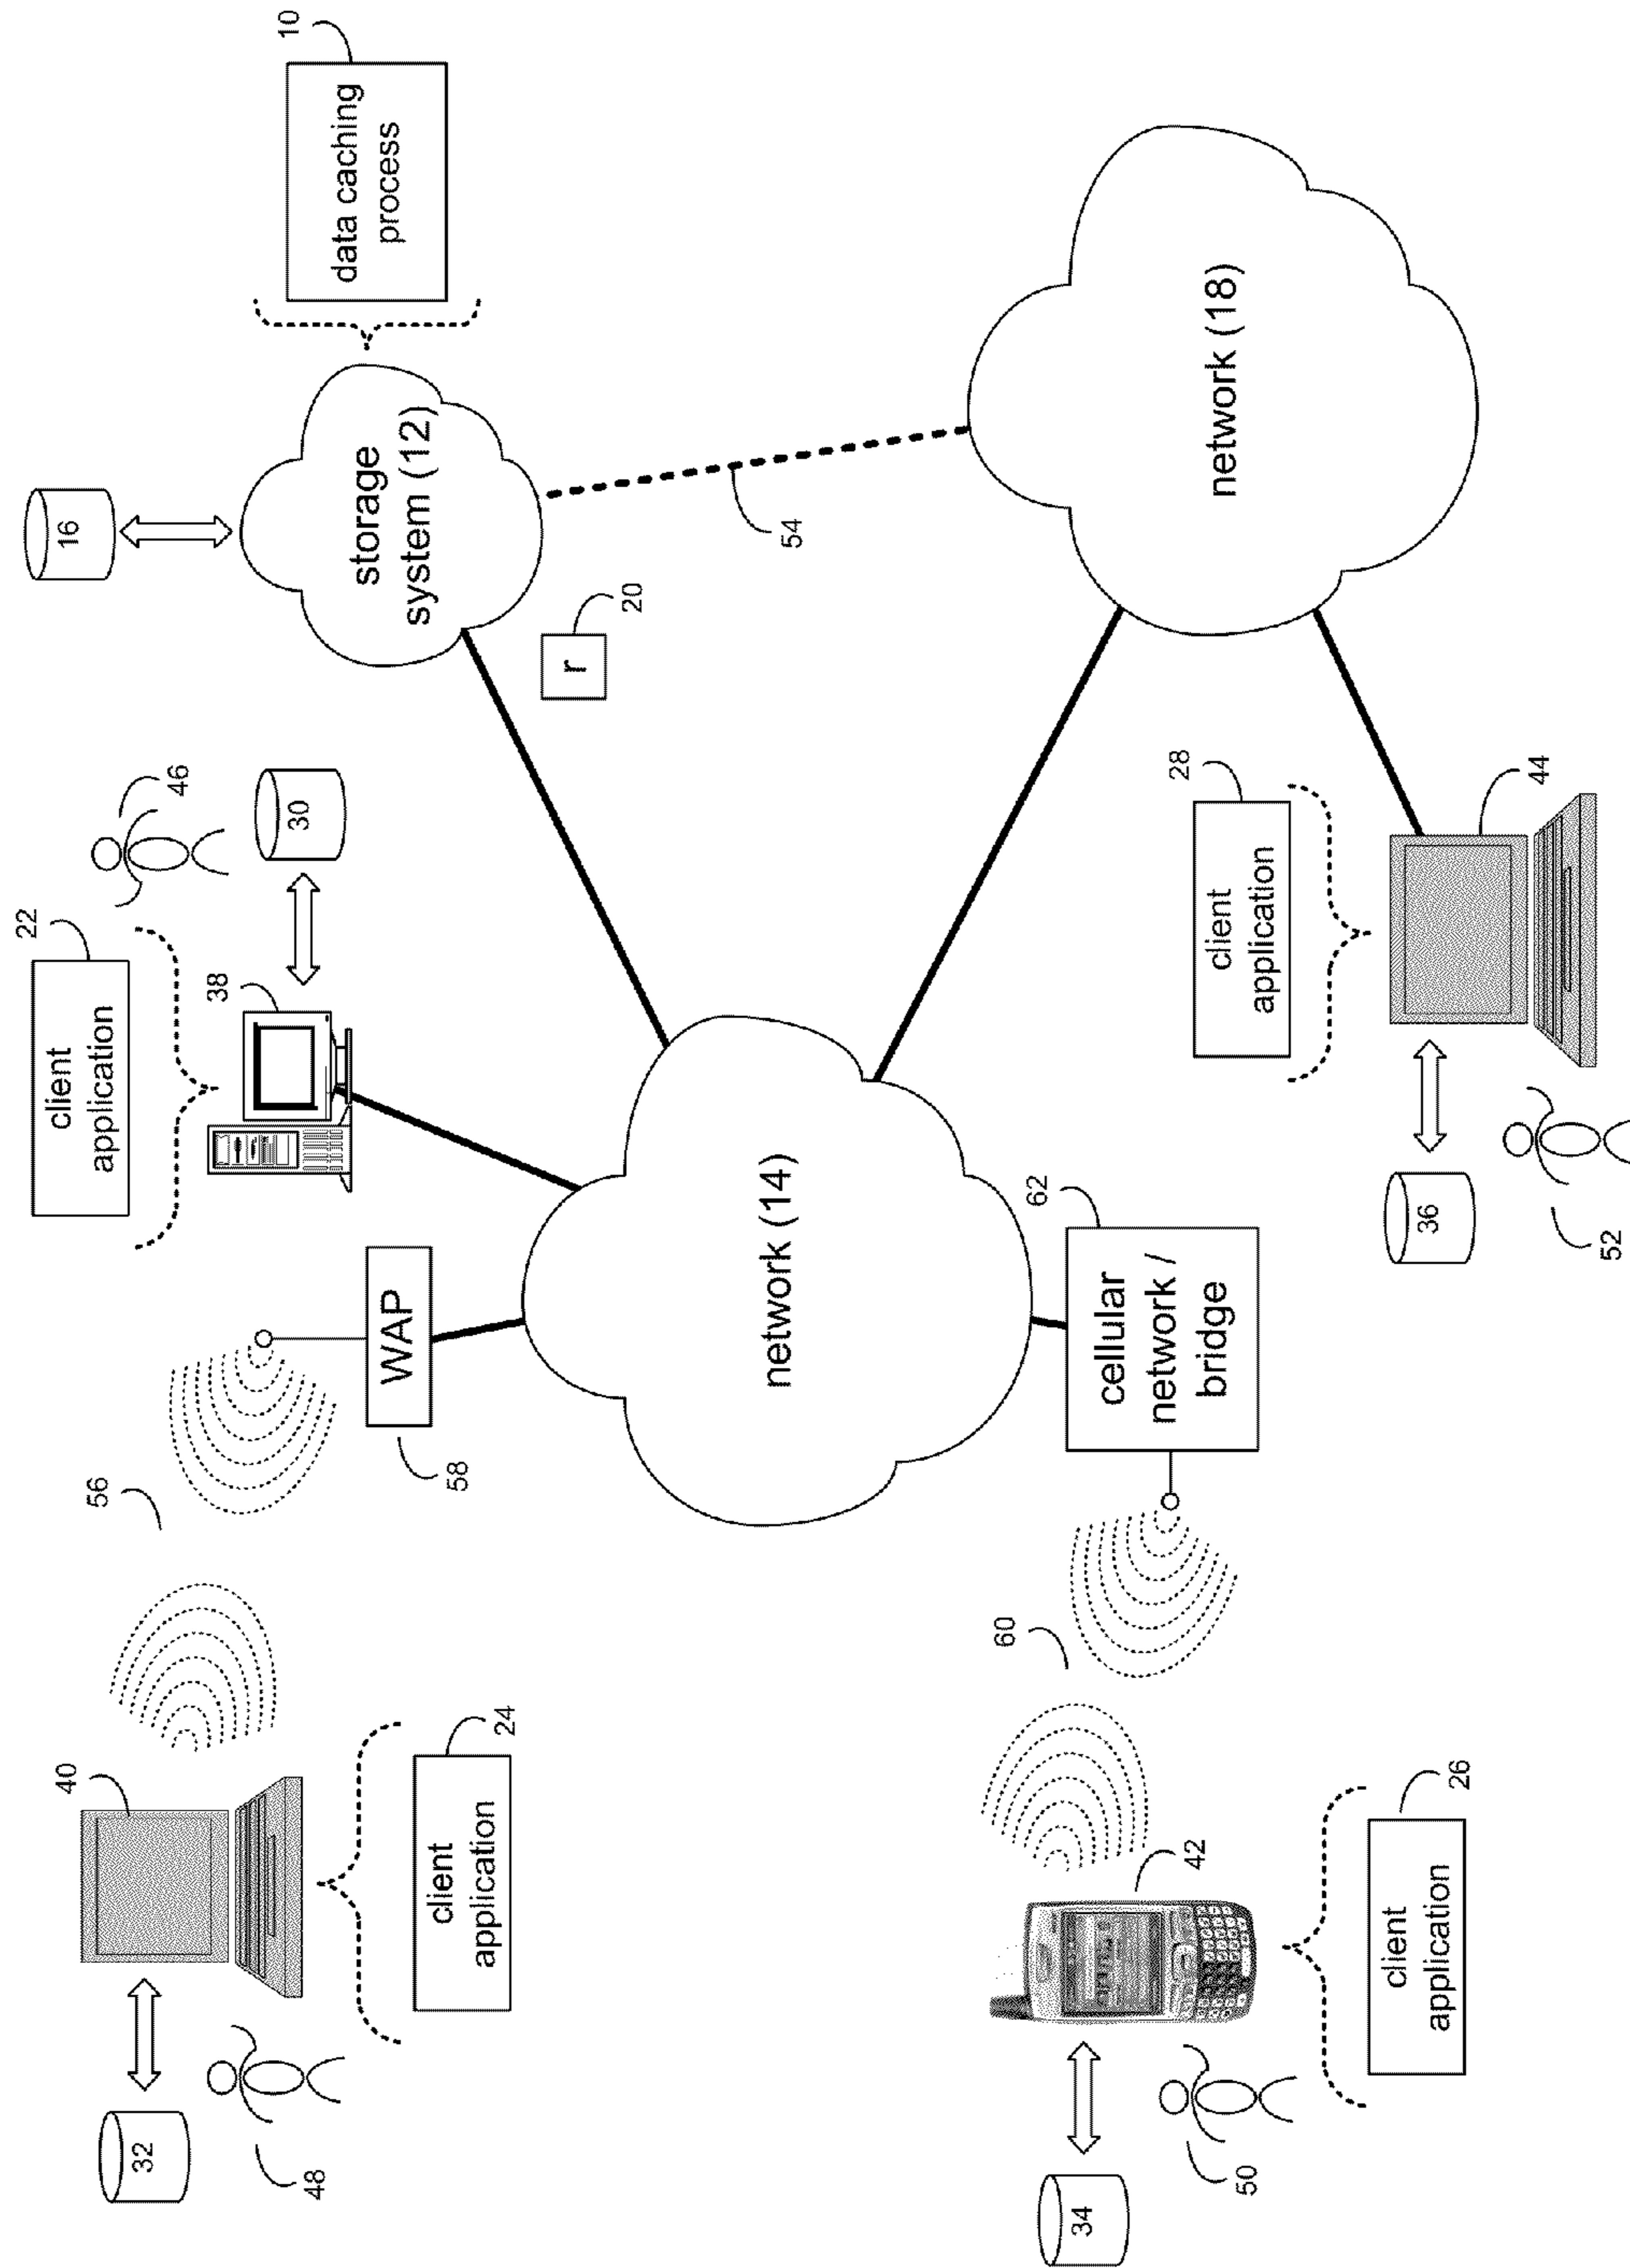 22
client
application
16
40
56
46
32
38
30
10
data caching
process
48
WAP
storage
system (12)
24
client
application
58
r
20
network (14)
54
60
62
cellular
network /
bridge
34
42
50
28
client
application
network (18)
26
client
application
36
44
52